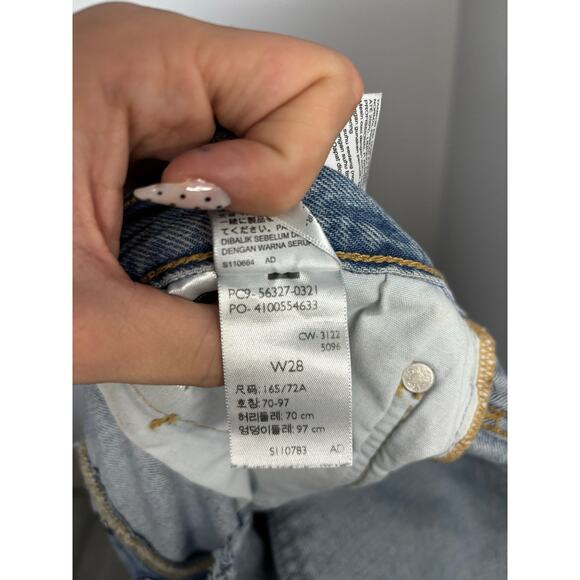 てください。PA
DIBALIK SEBELUM D
DENGAN WARNA SERU
S110664 AD
PC9- 56327-0321
PO- 4100554633
CW-3122
5096
W28
尺码: 165/72A
호칭: 70-97
허리둘레: 70 cm
엉덩이둘레: 97 cm
S110783 AD